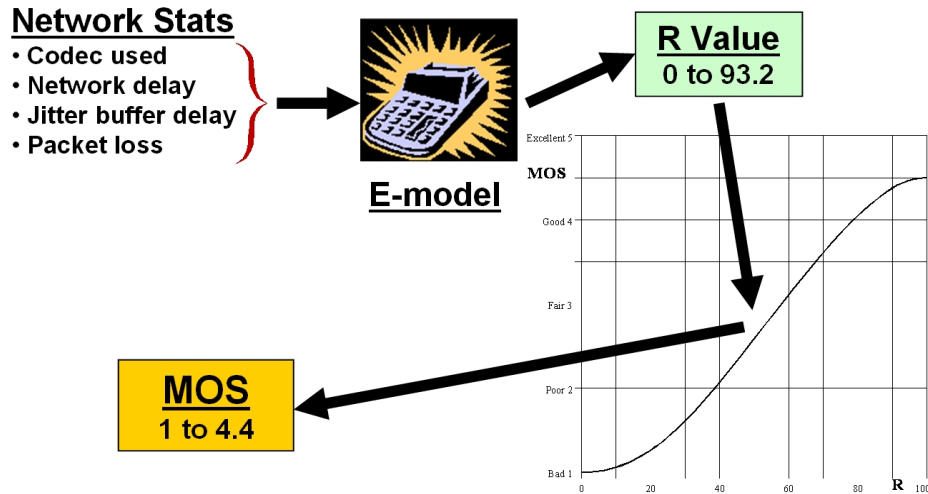 Network Stats
• Codec used
• Network delay
• Jitter buffer delay
• Packet loss
E-model
R Value
0 to 93.2
Excellent 5
MOS
Good 4
Fair 3
Poor 2
Bad 1
0 20 40 60 80 R 100
MOS
1 to 4.4